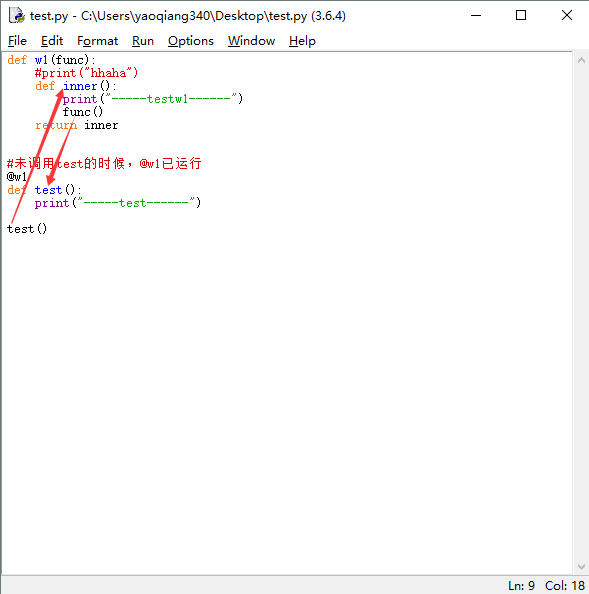 test.py - C:\Users\yaoqiang340\Desktop\test.py (3.6.4)
File Edit Format Run Options Window Help
def w1(func):
    #print("hhaha")
    def inner():
        print("-----testw1------")
        func()
    return inner
#未调用test的时候，@w1已运行
@w1
def test():
    print("-----test------")
test()
Ln: 9 Col: 18